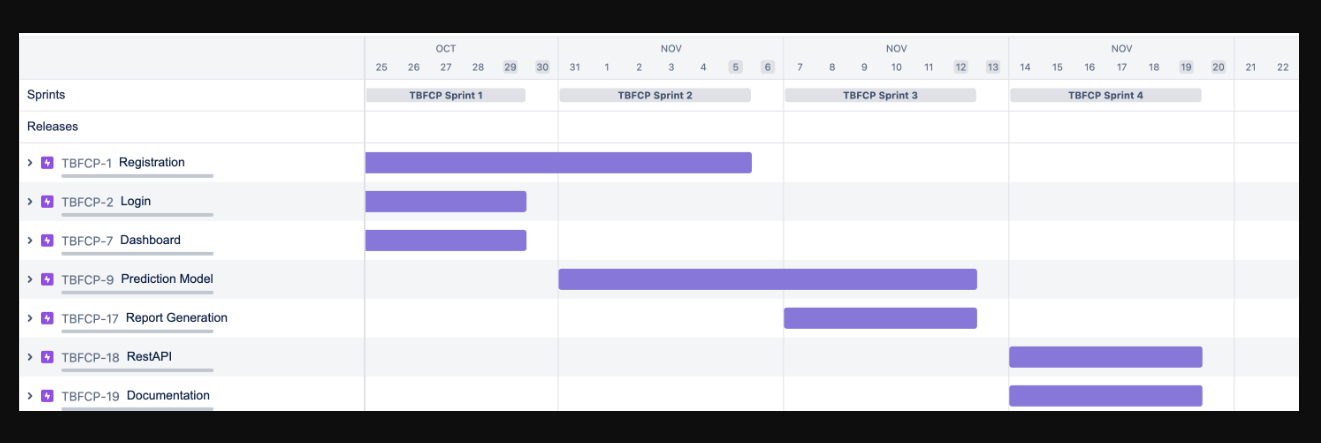 OCT NOV NOV NOV
25 26 27 28 29 30 31 1 2 3 4 5 6 7 8 9 10 11 12 13 14 15 16 17 18 19 20 21 22
Sprints TBFCP Sprint 1 TBFCP Sprint 2 TBFCP Sprint 3 TBFCP Sprint 4
Releases
TBFCP-1 Registration
TBFCP-2 Login
TBFCP-7 Dashboard
TBFCP-9 Prediction Model
TBFCP-17 Report Generation
TBFCP-18 RestAPI
TBFCP-19 Documentation